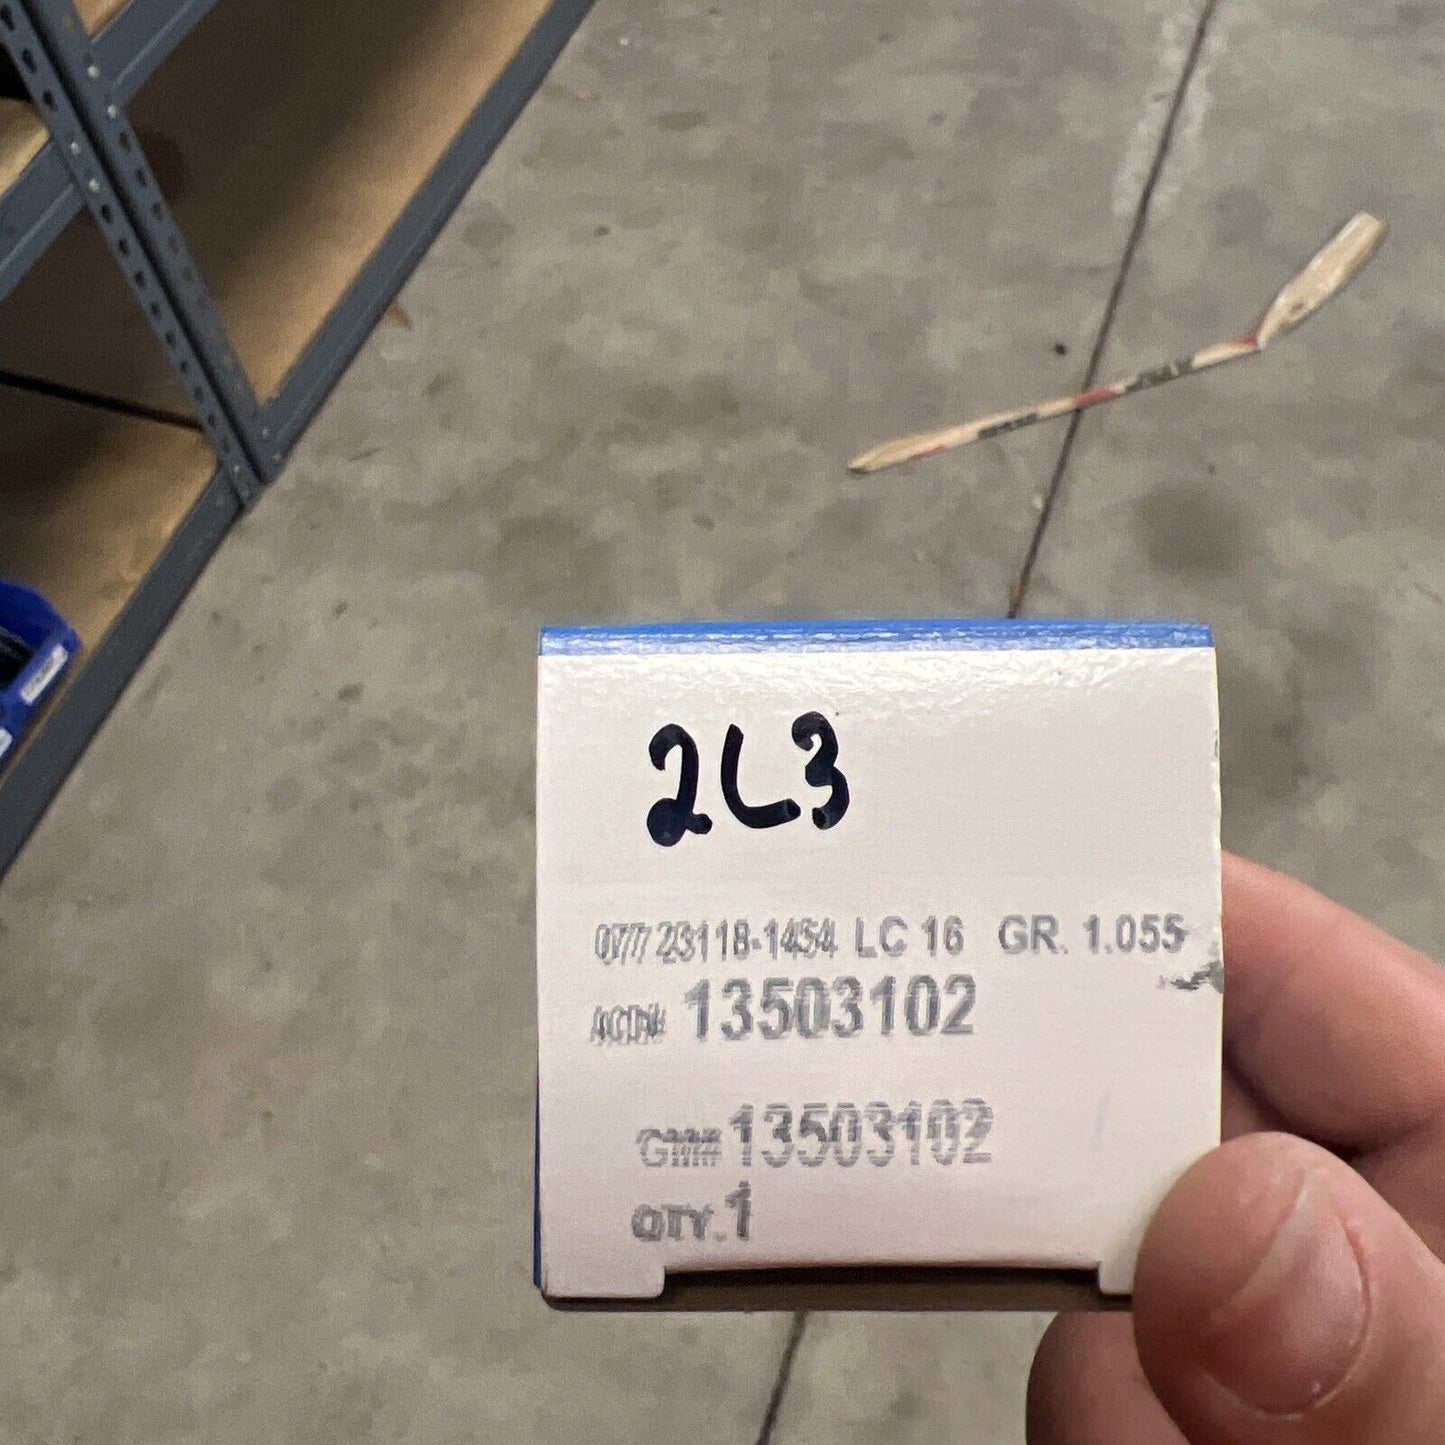 2L3
077 23118-1454 LC 16 GR. 1.055
ACD# 13503102
GM# 13503102
QTY. 1